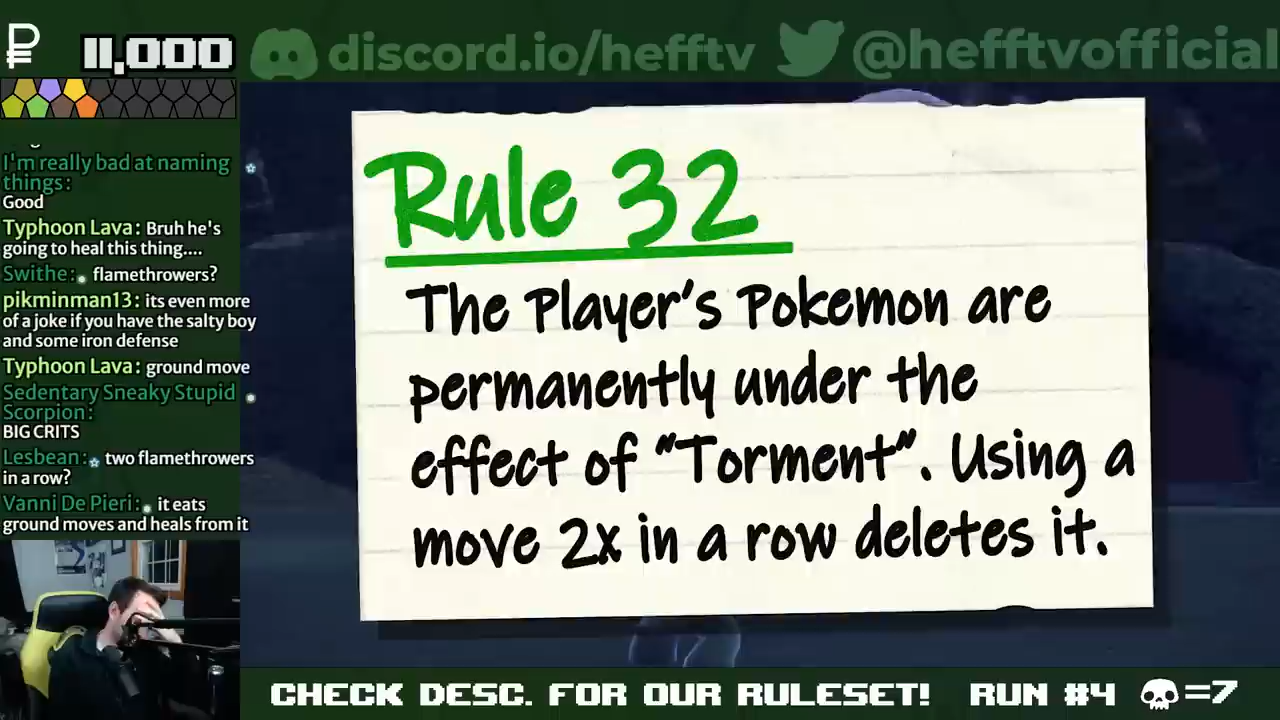 11,000
discord.io/hefftv
@hefftvofficial
I'm really bad at naming
things:
Good
Typhoon Lava: Bruh he's
going to heal this thing....
Swithe: flamethrowers?
pikminman13: its even more
of a joke if you have the salty boy
and some iron defense
Typhoon Lava: ground move
Sedentary Sneaky Stupid
Scorpion:
BIG CRITS
Lesbean: two flamethrowers
in a row?
Vanni De Pieri: it eats
ground moves and heals from it
Rule 32
The Player's Pokemon are
permanently under the
effect of "Torment". Using a
move 2x in a row deletes it.
CHECK DESC. FOR OUR RULESET! RUN #4 =7